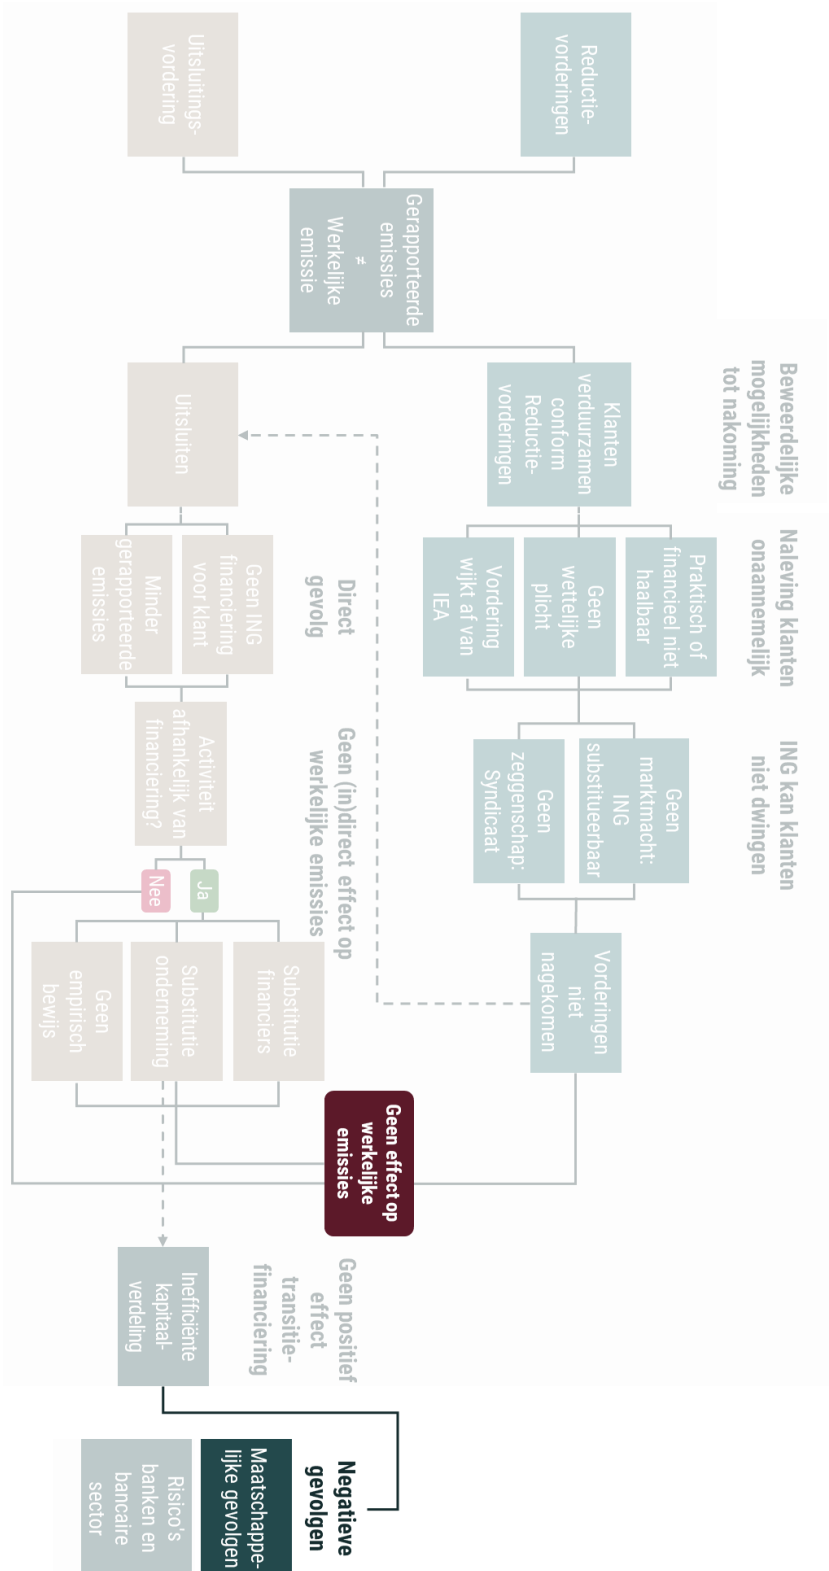 Beweerdelijke
mogelijkheden
tot nakoming
Naleving klanten
onaannemelijk
ING kan klanten
niet dwingen
Reductie-
vorderingen
Klanten
verduurzamen
conform
Reductie-
vorderingen
Praktisch of
financieel niet
haalbaar
Geen
wettelijke
plicht
Vordering
wijkt af van
IEA
Geen
marktmacht:
ING
substitueerbaar
Geen
zeggenschap:
Syndicaat
Vorderingen
niet
nagekomen
Gerapporteerde
emissies
≠
Werkelijke
emissie
Geen effect op
werkelijke
emissies
Direct
gevolg
Geen (in)direct effect op
werkelijke emissies
Geen positief
effect
transitie-
financiering
Negatieve
gevolgen
Uitsluitings-
vordering
Uitsluiten
Geen ING
financiering
voor klant
Minder
gerapporteerde
emissies
Activiteit
afhankelijk van
financiering?
Ja
Nee
Substitutie
financiers
Substitutie
onderneming
Geen
empirisch
bewijs
Inefficiënte
kapitaal-
verdeling
Maatschappe-
lijke gevolgen
Risico's
banken en
bancaire
sector